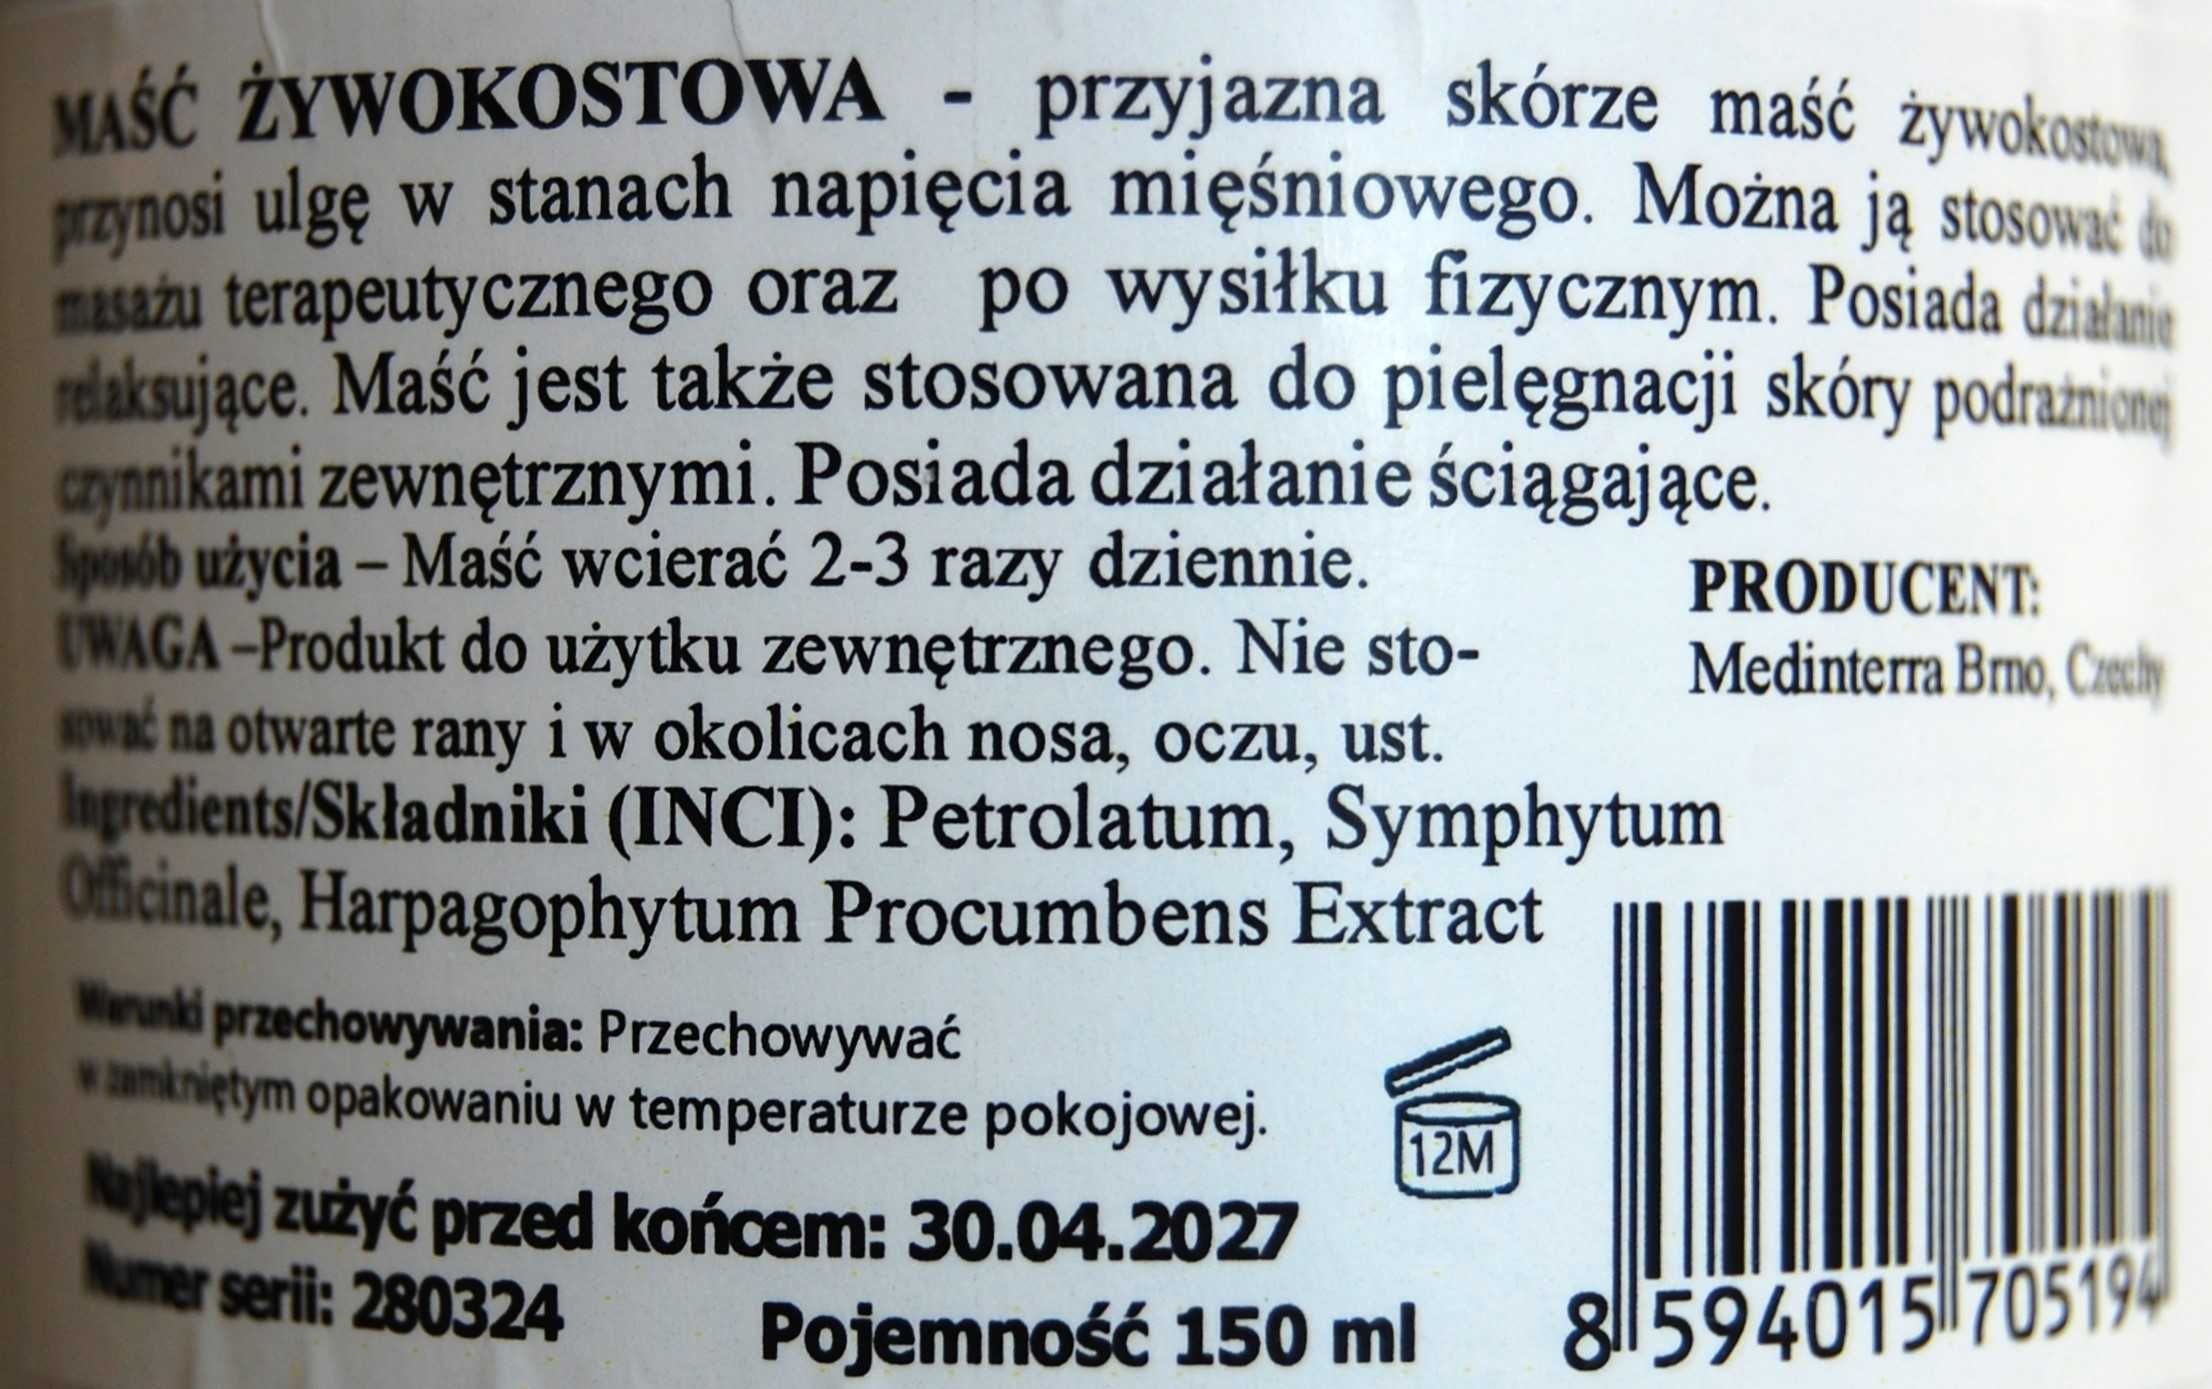 MAŚĆ ŻYWOKOSTOWA - przyjazna skórze maść żywokostowa,
przynosi ulgę w stanach napięcia mięśniowego. Można ją stosować do
masażu terapeutycznego oraz po wysiłku fizycznym. Posiada działanie
relaksujące. Maść jest także stosowana do pielęgnacji skóry podrażnionej
czynnikami zewnętrznymi. Posiada działanie ściągające.
Sposób użycia – Maść wcierać 2-3 razy dziennie.
UWAGA –Produkt do użytku zewnętrznego. Nie sto-
sować na otwarte rany i w okolicach nosa, oczu, ust.
PRODUCENT:
Medinterra Brno, Czechy
Ingredients/Składniki (INCI): Petrolatum, Symphytum
Officinale, Harpagophytum Procumbens Extract
Warunki przechowywania: Przechowywać
w zamkniętym opakowaniu w temperaturze pokojowej.
12M
Najlepiej zużyć przed końcem: 30.04.2027
Numer serii: 280324
Pojemność 150 ml
8 594015 705194